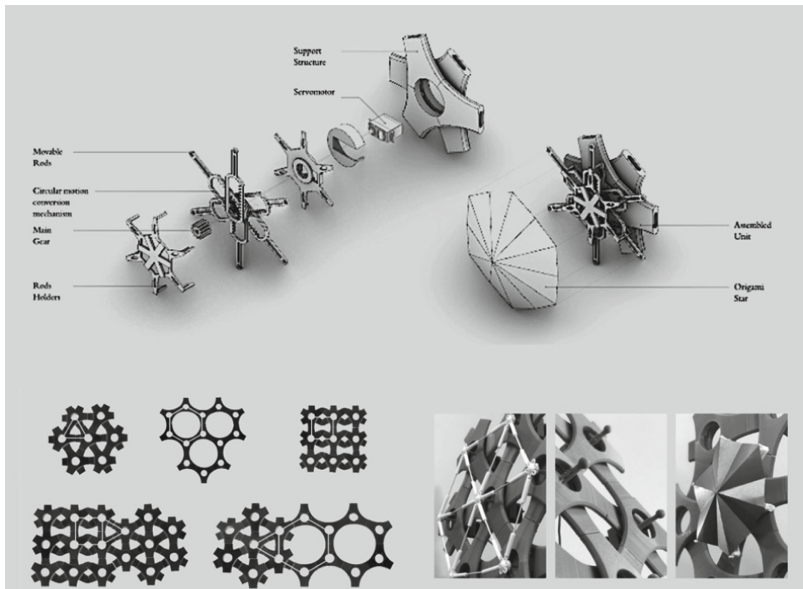 Support
Structure
Servomotor
Movable
Rods
Circular motion
conversion
mechanism
Main
Gear
Rods
Holders
Assembled
Unit
Origami
Star